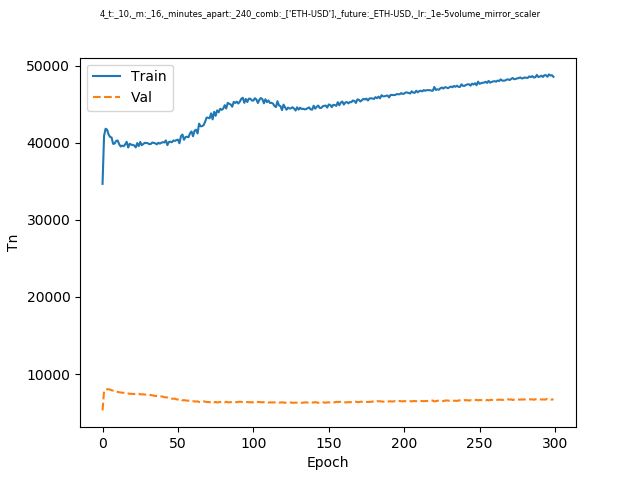 4_t:_10,_m:_16,_minutes_apart:_240_comb:_['ETH-USD'],_future:_ETH-USD,_lr:_1e-5volume_mirror_scaler
50000
Train
Val
40000
30000
Tn
20000
10000
0 50 100 150 200 250 300
Epoch